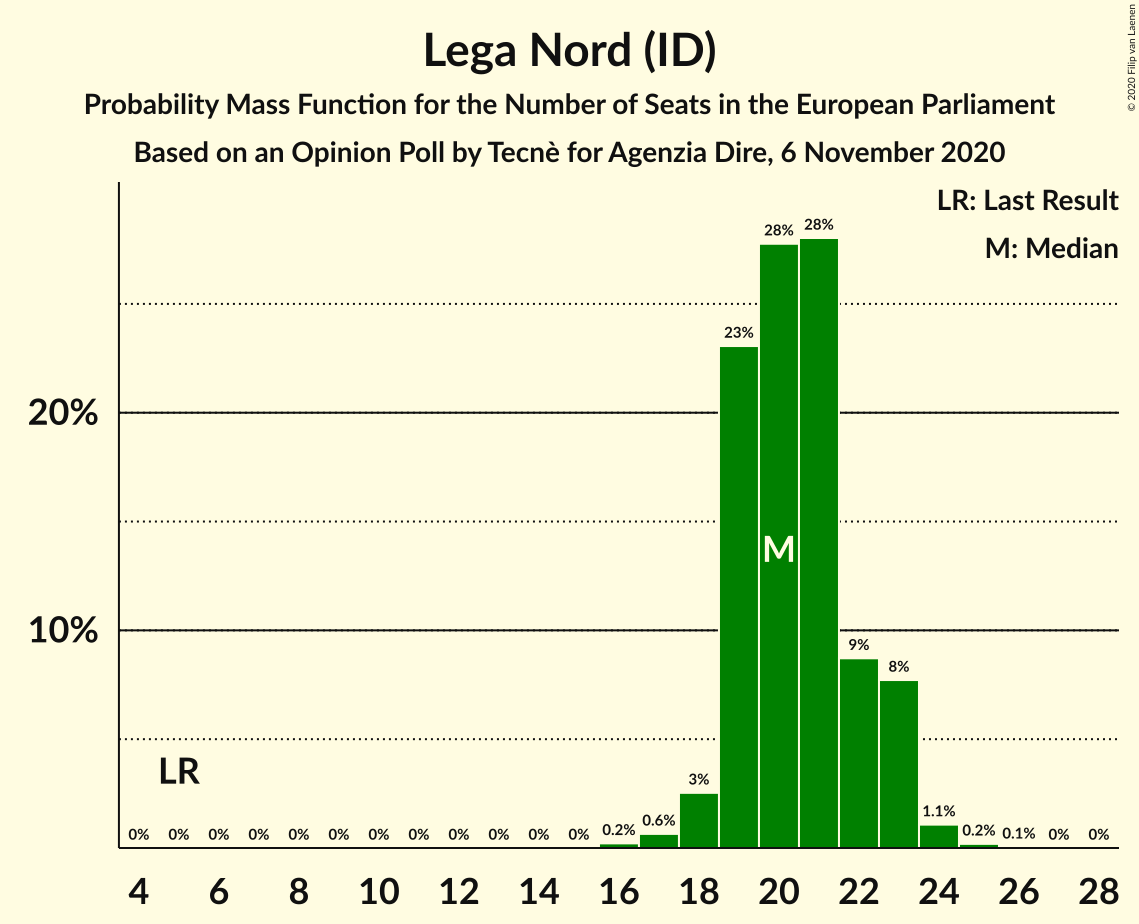 Lega Nord (ID)
Probability Mass Function for the Number of Seats in the European Parliament
Based on an Opinion Poll by Tecnè for Agenzia Dire, 6 November 2020
© 2020 Filip van Laenen
LR: Last Result
M: Median
20%
10%
0% 0% 0% 0% 0% 0% 0% 0% 0% 0% 0% 0% 0.2% 0.6% 3% 23% 28% 28% 9% 8% 1.1% 0.2% 0.1% 0% 0%
LR
M
4 6 8 10 12 14 16 18 20 22 24 26 28